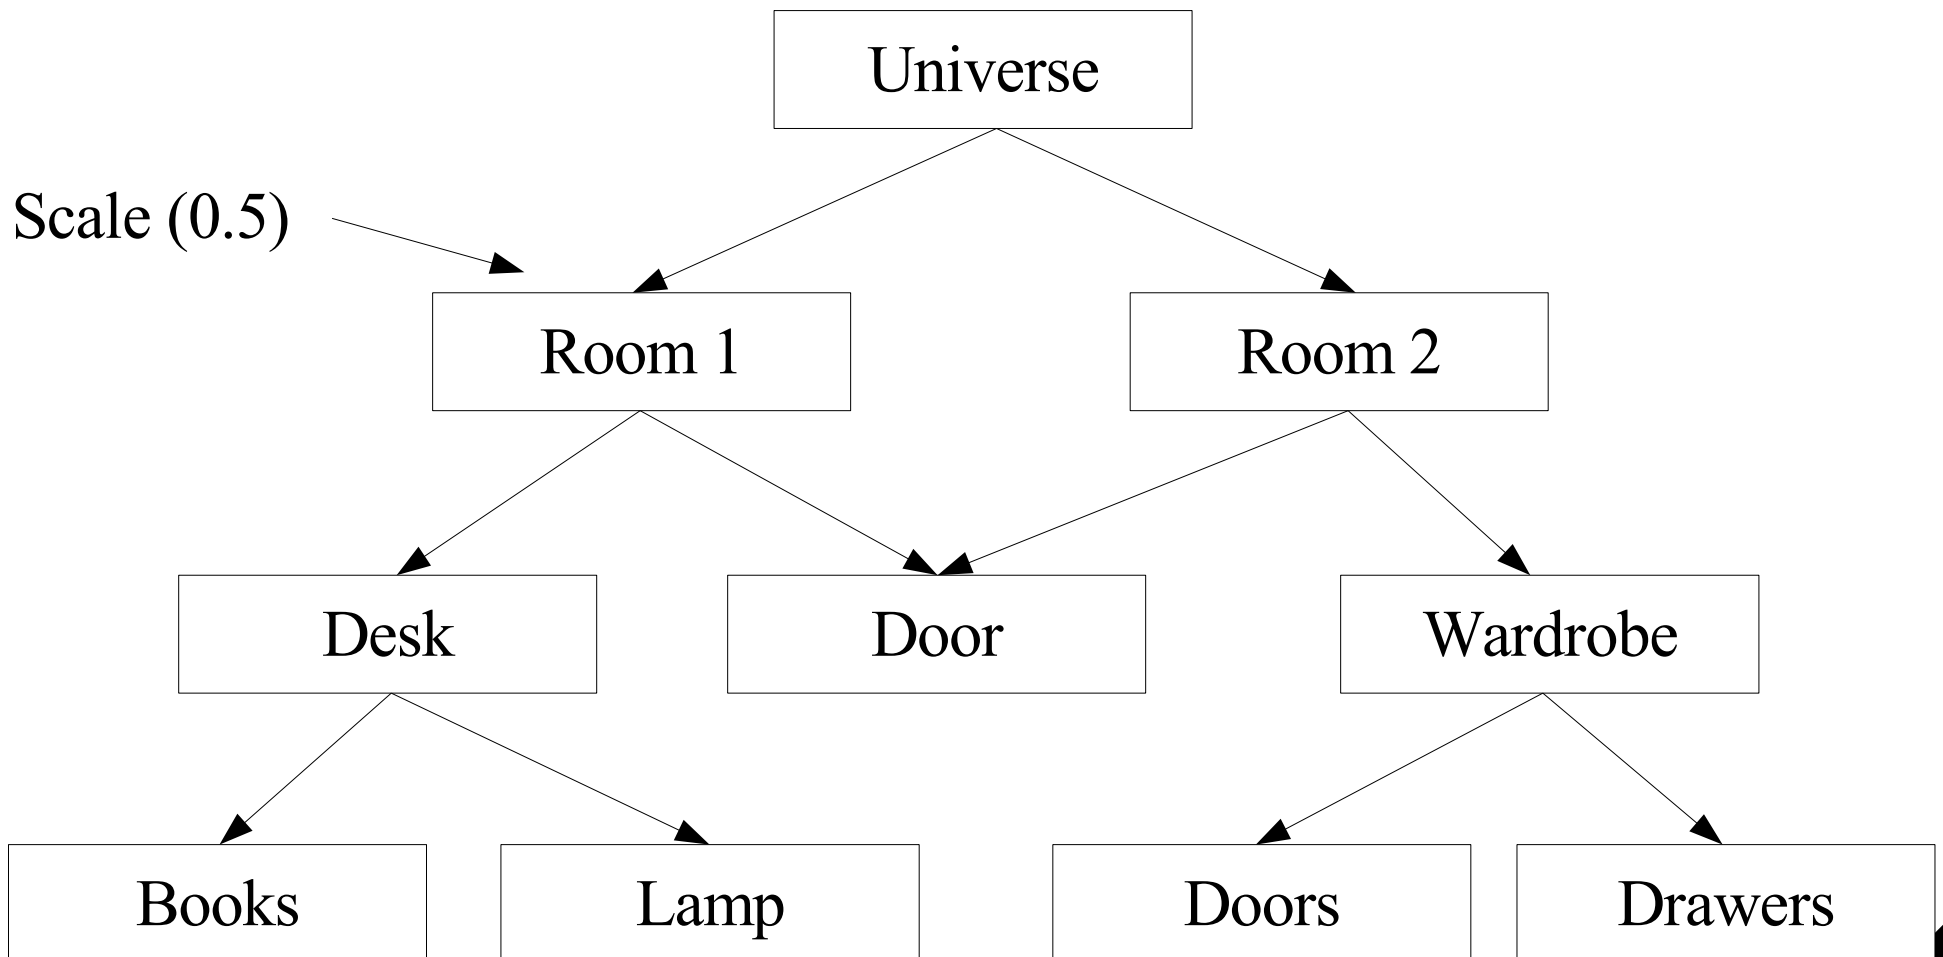 Universe
Scale (0.5)
Room 1
Room 2
Desk
Door
Wardrobe
Books
Lamp
Doors
Drawers